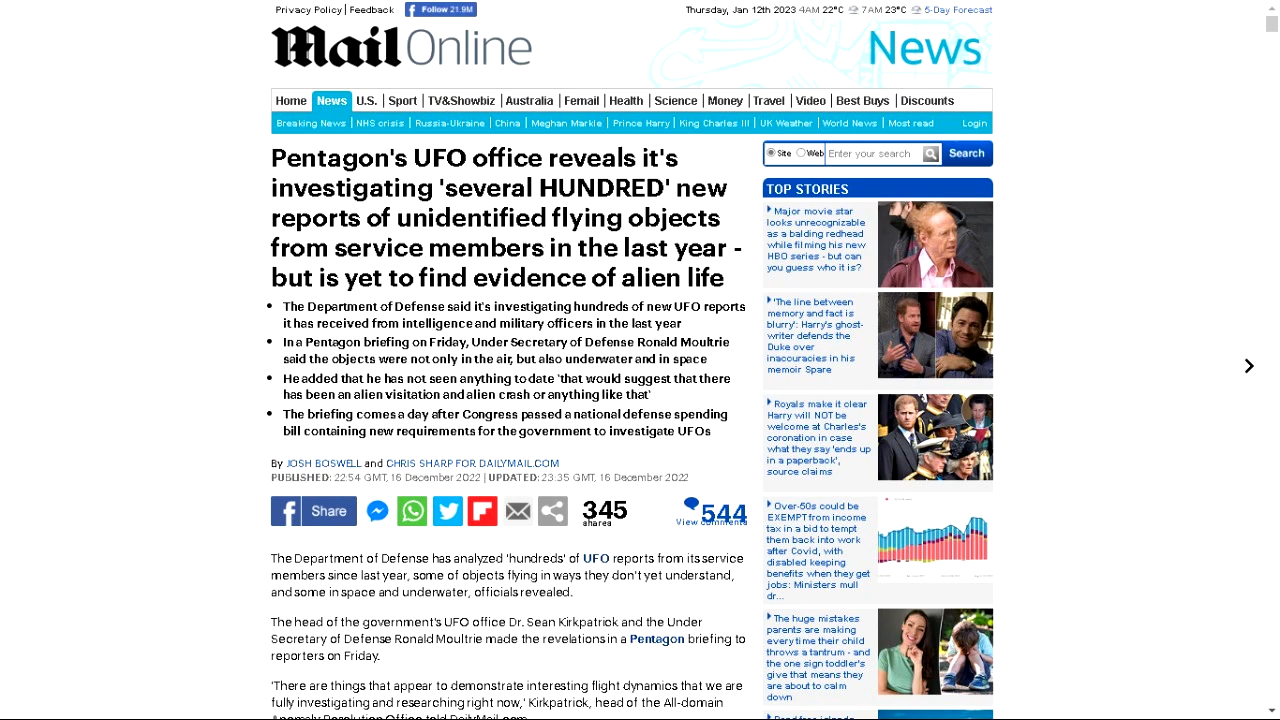 Privacy Policy Feedback Follow 21.9M
Thursday, Jan 12th 2023 4AM 22°C 7AM 23°C 5-Day Forecast
Mail Online
News
Home News U.S. Sport TV&Showbiz Australia Femail Health Science Money Travel Video Best Buys Discounts
Breaking News NHS crisis Russia-Ukraine China Meghan Markle Prince Harry King Charles III UK Weather World News Most read Login
Pentagon's UFO office reveals it's
investigating 'several HUNDRED' new
reports of unidentified flying objects
from service members in the last year -
but is yet to find evidence of alien life
The Department of Defense said it's investigating hundreds of new UFO reports
it has received from intelligence and military officers in the last year
In a Pentagon briefing on Friday, Under Secretary of Defense Ronald Moultrie
said the objects were not only in the air, but also underwater and in space
He added that he has not seen anything to date 'that would suggest that there
has been an alien visitation and alien crash or anything like that'
The briefing comes a day after Congress passed a national defense spending
bill containing new requirements for the government to investigate UFOs
By JOSH BOSWELL and CHRIS SHARP FOR DAILYMAIL.COM
PUBLISHED: 22:54 GMT, 16 December 2022 | UPDATED: 23:35 GMT, 16 December 2022
Share
345
shares
544
View comments
The Department of Defense has analyzed 'hundreds' of UFO reports from its service
members since last year, some of objects flying in ways they don't yet understand,
and some in space and underwater, officials revealed.
The head of the government's UFO office Dr. Sean Kirkpatrick and the Under
Secretary of Defense Ronald Moultrie made the revelations in a Pentagon briefing to
reporters on Friday.
'There are things that appear to demonstrate interesting flight dynamics that we are
fully investigating and researching right now,' Kirkpatrick, head of the All-domain
Anomaly Resolution Office told DailyMail.com
Site Web Enter your search Search
TOP STORIES
Major movie star
looks unrecognizable
as a balding redhead
while filming his new
HBO series - but can
you guess who it is?
'The line between
memory and fact is
blurry': Harry's ghost-
writer defends the
Duke over
inaccuracies in his
memoir Spare
Royals make it clear
Harry will NOT be
welcome at Charles's
coronation in case
what they say 'ends up
in a paperback',
source claims
Over-50s could be
EXEMPT from income
tax in a bid to tempt
them back into work
after Covid, with
disabled keeping
benefits when they get
jobs: Ministers mull
dr...
The huge mistakes
parents are making
every time their child
throws a tantrum - and
the one sign toddler's
give that means they
are about to calm
down